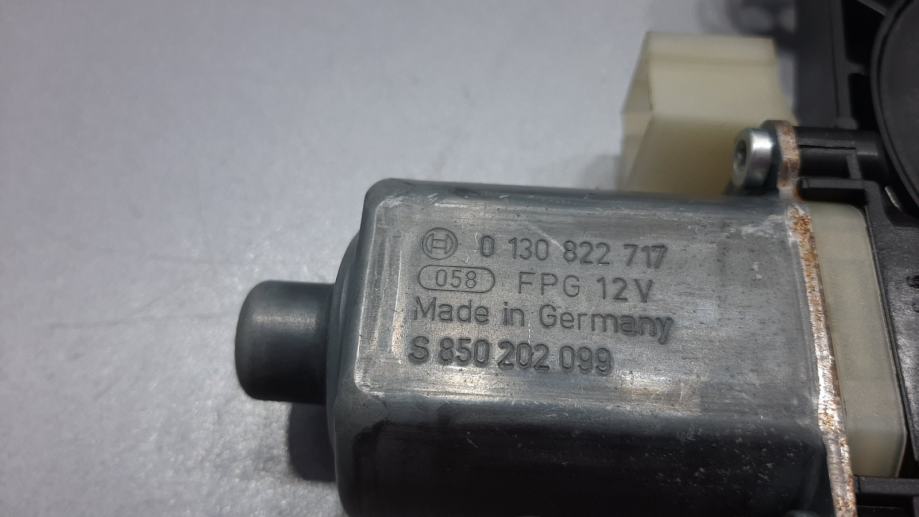 0 130 822 717
058 FPG 12V
Made in Germany
S 850 202 099